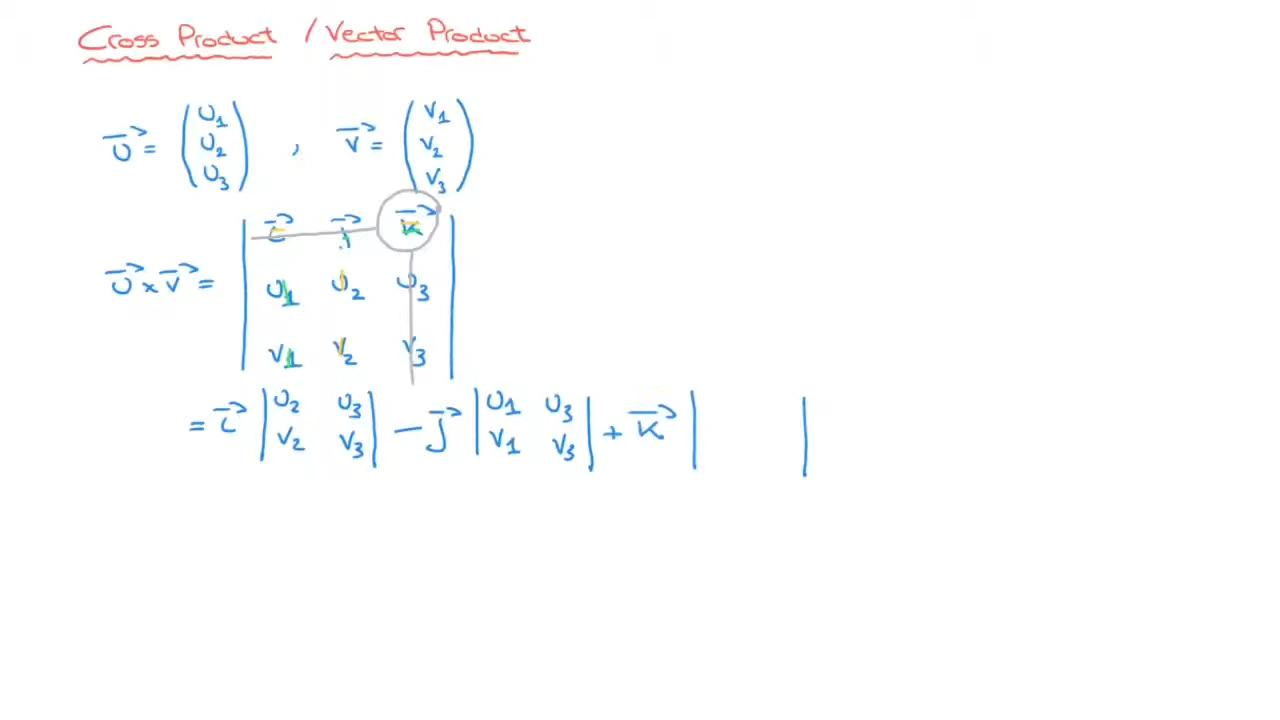 Cross Product / Vector Product
U⃗ = (U1 U2 U3) , V⃗ = (V1 V2 V3)
U⃗ × V⃗ = | i⃗ j⃗ k⃗ |
| U1 U2 U3 |
| V1 V2 V3 |
= i⃗ | U2 U3 | − j⃗ | U1 U3 | + k⃗ | |
| V2 V3 | | V1 V3 |